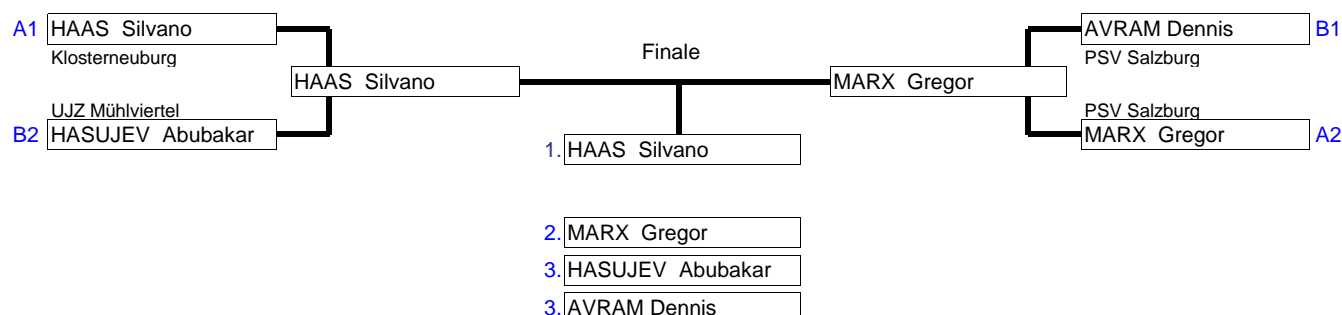 A1 HAAS Silvano
Klosterneuburg
HAAS Silvano
UJZ Mühlviertel
B2 HASUJEV Abubakar
Finale
AVRAM Dennis B1
PSV Salzburg
MARX Gregor
PSV Salzburg
MARX Gregor A2
1. HAAS Silvano
2. MARX Gregor
3. HASUJEV Abubakar
3. AVRAM Dennis